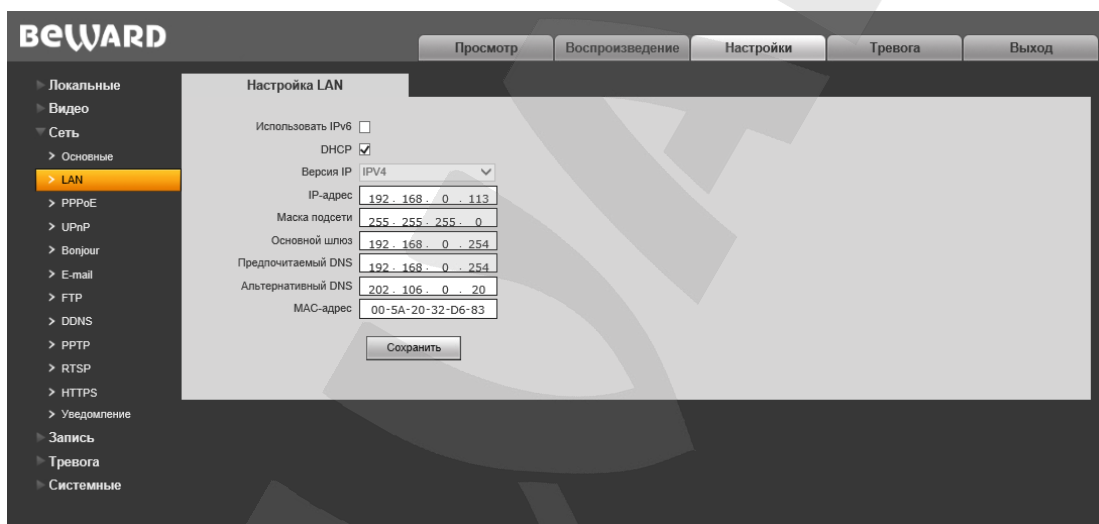 BEWARD
Просмотр Воспроизведение Настройки Тревога Выход
Локальные
Видео
Сеть
> Основные
> LAN
> PPPoE
> UPnP
> Bonjour
> E-mail
> FTP
> DDNS
> PPTP
> RTSP
> HTTPS
> Уведомление
Запись
Тревога
Системные
Настройка LAN
Использовать IPv6
DHCP
Версия IP IPV4
IP-адрес 192 . 168 . 0 . 113
Маска подсети 255 . 255 . 255 . 0
Основной шлюз 192 . 168 . 0 . 254
Предпочитаемый DNS 192 . 168 . 0 . 254
Альтернативный DNS 202 . 106 . 0 . 20
MAC-адрес 00-5A-20-32-D6-83
Сохранить